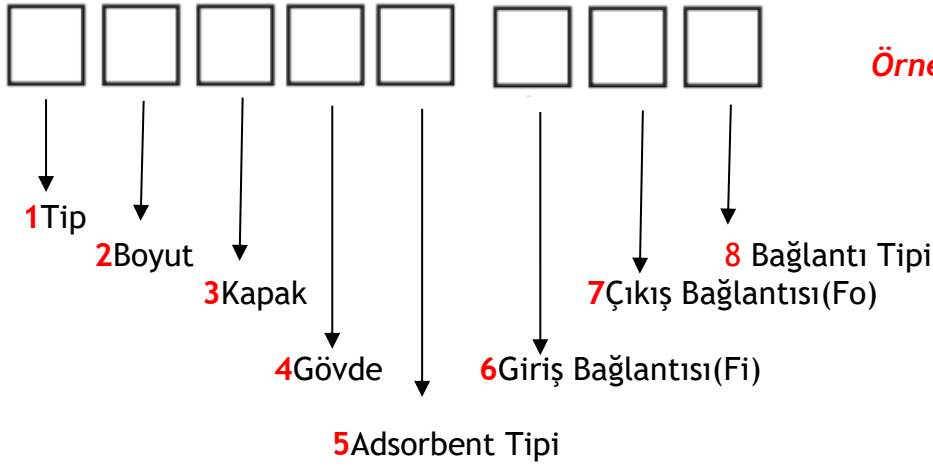 Örne
1Tip
2Boyut
8 Bağlantı Tipi
3Kapak
7Çıkış Bağlantısı(Fo)
4Gövde
6Giriş Bağlantısı(Fi)
5Adsorbent Tipi